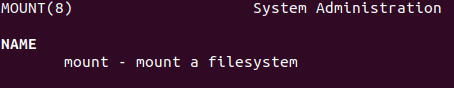 MOUNT(8) System Administration
NAME
mount - mount a filesystem